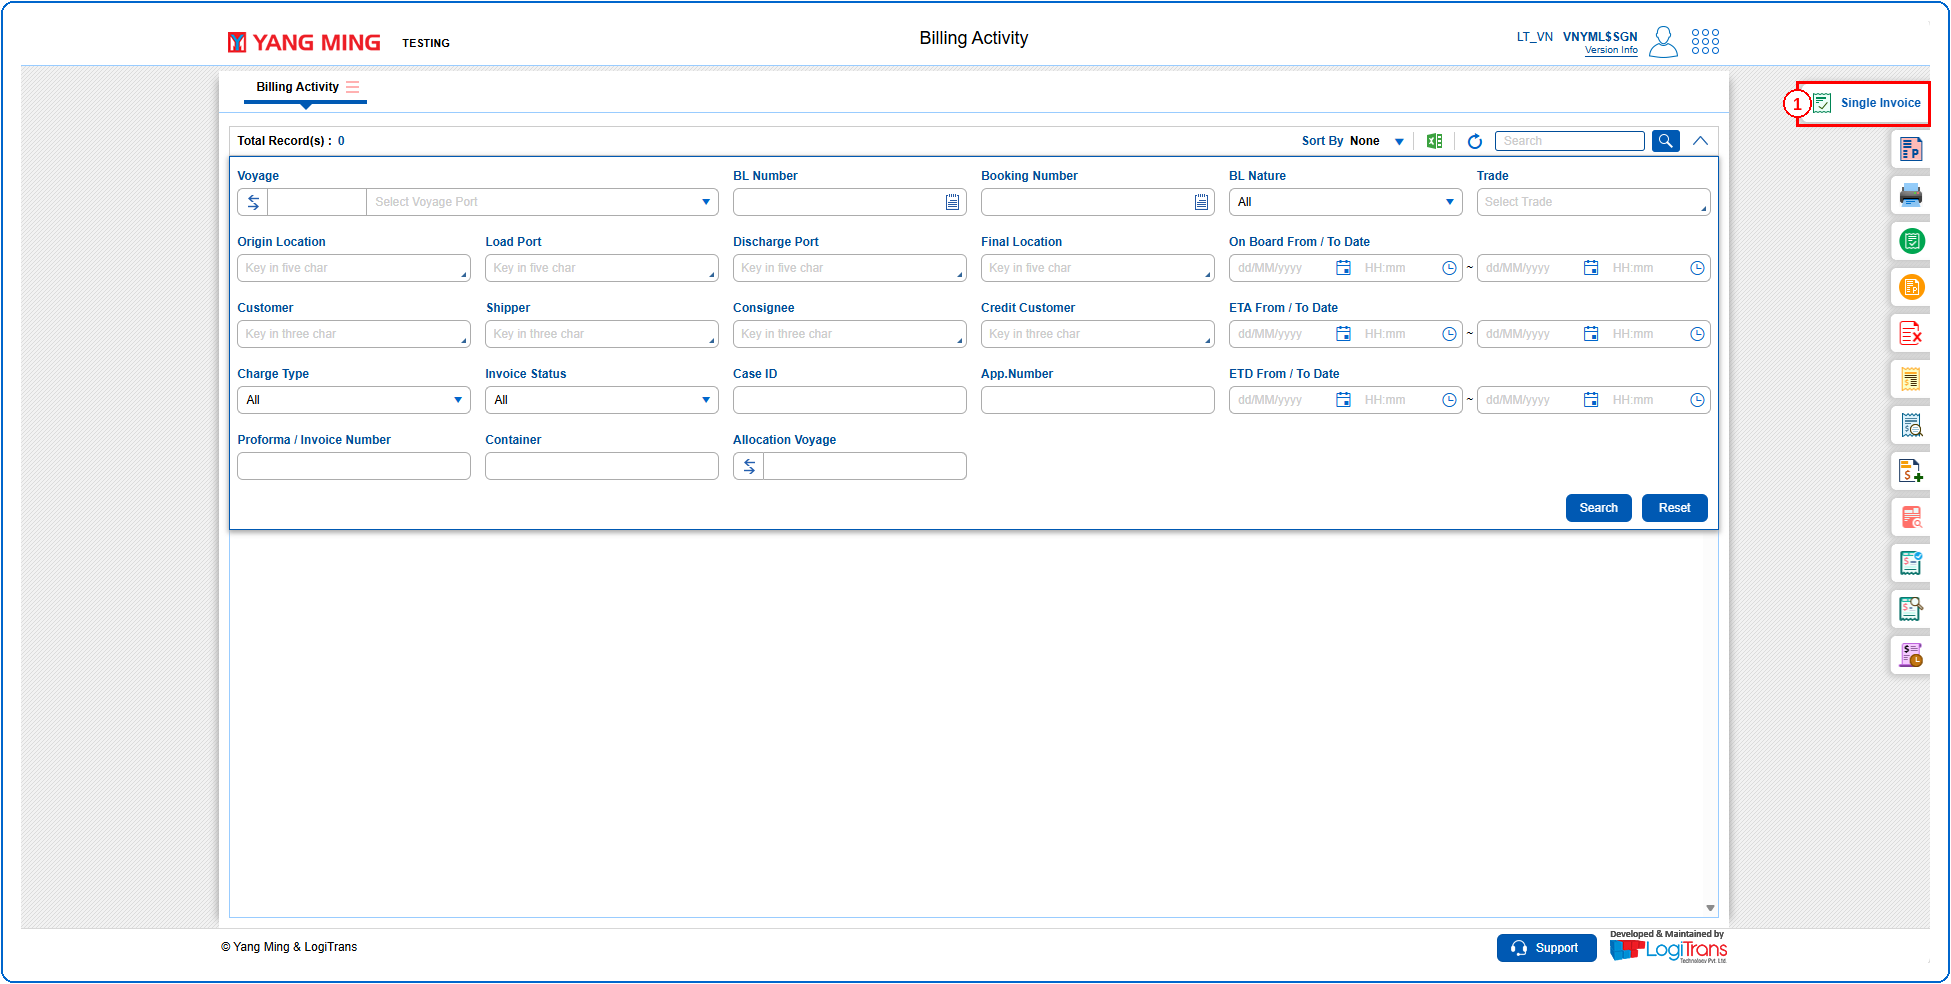 YANG MING TESTING Billing Activity LT_VN VNYML$SGN
Version Info
Billing Activity
1 Single Invoice
Total Record(s) : 0 Sort By None Search
Voyage BL Number Booking Number BL Nature Trade
Select Voyage Port All Select Trade
Origin Location Load Port Discharge Port Final Location On Board From / To Date
Key in five char Key in five char Key in five char Key in five char dd/MM/yyyy HH:mm ~ dd/MM/yyyy HH:mm
Customer Shipper Consignee Credit Customer ETA From / To Date
Key in three char Key in three char Key in three char Key in three char dd/MM/yyyy HH:mm ~ dd/MM/yyyy HH:mm
Charge Type Invoice Status Case ID App.Number ETD From / To Date
All All dd/MM/yyyy HH:mm ~ dd/MM/yyyy HH:mm
Proforma / Invoice Number Container Allocation Voyage
Search Reset
© Yang Ming & LogiTrans Support
Developed & Maintained by
LogiTrans
Technology Pvt. Ltd.